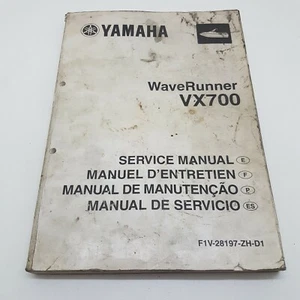 YAMAHA
WaveRunner
VX700
SERVICE MANUAL E
MANUEL D'ENTRETIEN F
MANUAL DE MANUTENÇÃO P
MANUAL DE SERVICIO ES
F1V-28197-ZH-D1